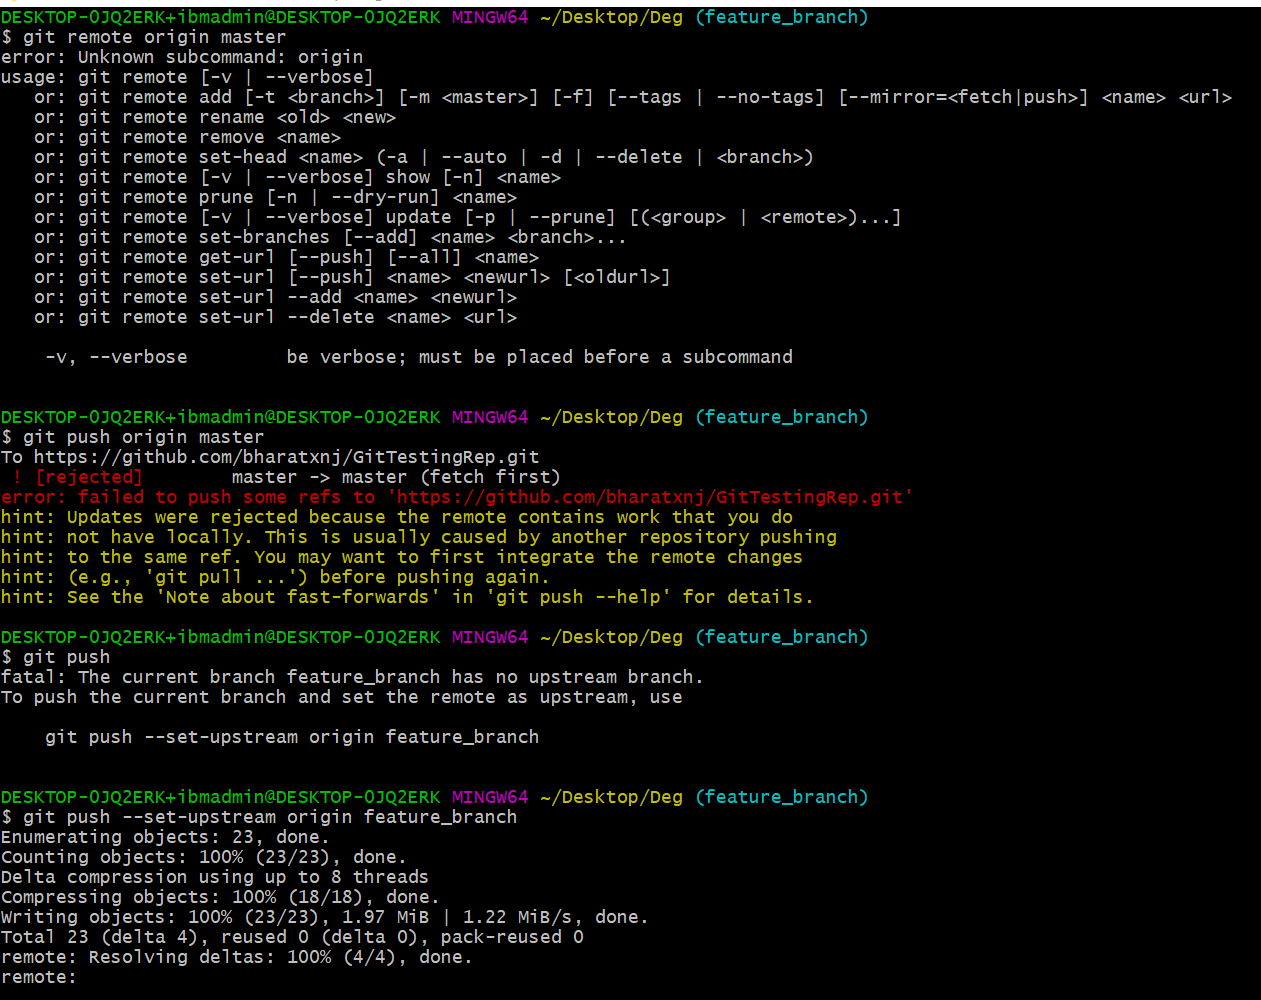 DESKTOP-0JQ2ERK+ibmadmin@DESKTOP-0JQ2ERK MINGW64 ~/Desktop/Deg (feature_branch)
$ git remote origin master
error: Unknown subcommand: origin
usage: git remote [-v | --verbose]
   or: git remote add [-t <branch>] [-m <master>] [-f] [--tags | --no-tags] [--mirror=<fetch|push>] <name> <url>
   or: git remote rename <old> <new>
   or: git remote remove <name>
   or: git remote set-head <name> (-a | --auto | -d | --delete | <branch>)
   or: git remote [-v | --verbose] show [-n] <name>
   or: git remote prune [-n | --dry-run] <name>
   or: git remote [-v | --verbose] update [-p | --prune] [(<group> | <remote>)...]
   or: git remote set-branches [--add] <name> <branch>...
   or: git remote get-url [--push] [--all] <name>
   or: git remote set-url [--push] <name> <newurl> [<oldurl>]
   or: git remote set-url --add <name> <newurl>
   or: git remote set-url --delete <name> <url>

    -v, --verbose         be verbose; must be placed before a subcommand

DESKTOP-0JQ2ERK+ibmadmin@DESKTOP-0JQ2ERK MINGW64 ~/Desktop/Deg (feature_branch)
$ git push origin master
To https://github.com/bharatxnj/GitTestingRep.git
 ! [rejected]        master -> master (fetch first)
error: failed to push some refs to 'https://github.com/bharatxnj/GitTestingRep.git'
hint: Updates were rejected because the remote contains work that you do
hint: not have locally. This is usually caused by another repository pushing
hint: to the same ref. You may want to first integrate the remote changes
hint: (e.g., 'git pull ...') before pushing again.
hint: See the 'Note about fast-forwards' in 'git push --help' for details.

DESKTOP-0JQ2ERK+ibmadmin@DESKTOP-0JQ2ERK MINGW64 ~/Desktop/Deg (feature_branch)
$ git push
fatal: The current branch feature_branch has no upstream branch.
To push the current branch and set the remote as upstream, use

    git push --set-upstream origin feature_branch

DESKTOP-0JQ2ERK+ibmadmin@DESKTOP-0JQ2ERK MINGW64 ~/Desktop/Deg (feature_branch)
$ git push --set-upstream origin feature_branch
Enumerating objects: 23, done.
Counting objects: 100% (23/23), done.
Delta compression using up to 8 threads
Compressing objects: 100% (18/18), done.
Writing objects: 100% (23/23), 1.97 MiB | 1.22 MiB/s, done.
Total 23 (delta 4), reused 0 (delta 0), pack-reused 0
remote: Resolving deltas: 100% (4/4), done.
remote: